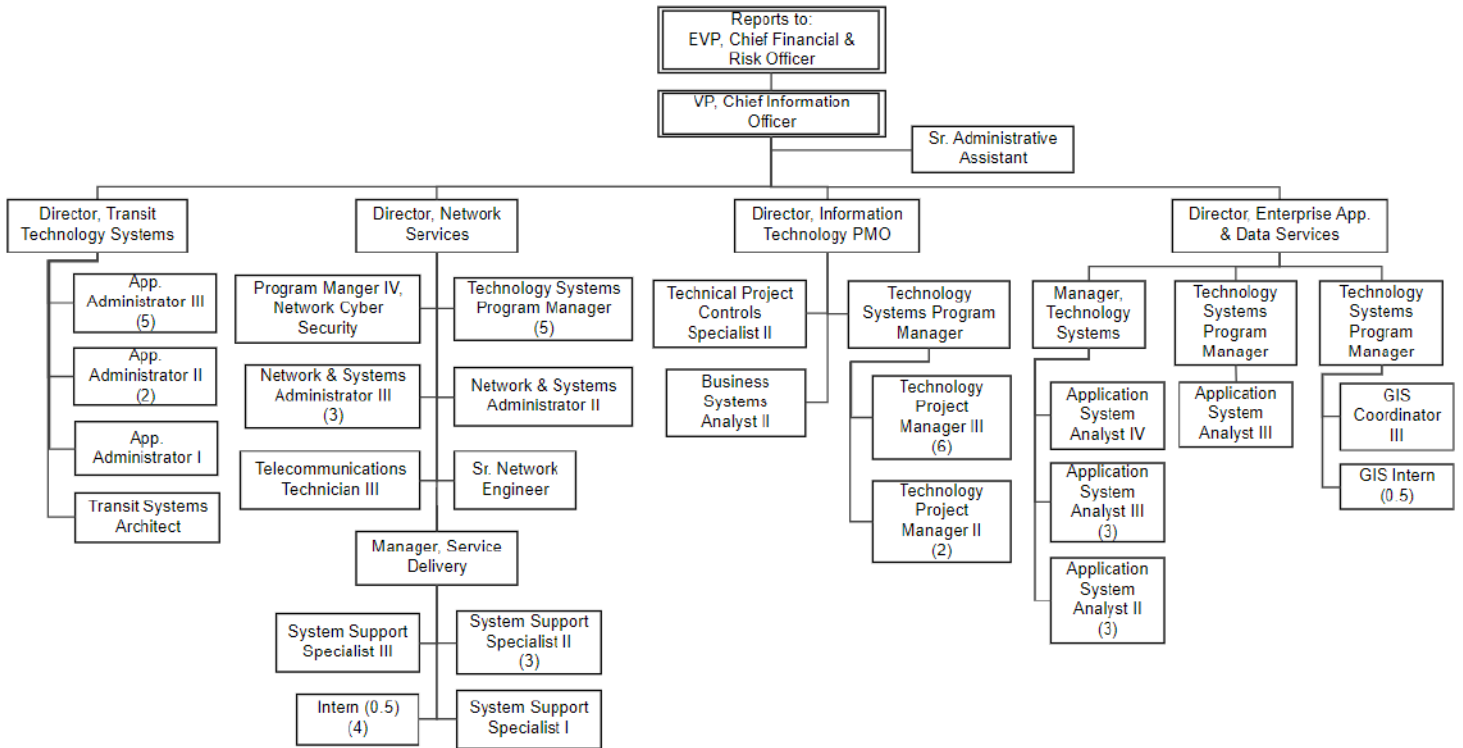 Reports to:
EVP, Chief Financial &
Risk Officer
VP, Chief Information
Officer
Sr. Administrative
Assistant
Director, Transit
Technology Systems
App.
Administrator III
(5)
App.
Administrator II
(2)
App.
Administrator I
Transit Systems
Architect
Director, Network
Services
Program Manger IV,
Network Cyber
Security
Technology Systems
Program Manager
(5)
Network & Systems
Administrator III
(3)
Network & Systems
Administrator II
Telecommunications
Technician III
Sr. Network
Engineer
Manager, Service
Delivery
System Support
Specialist III
System Support
Specialist II
(3)
Intern (0.5)
(4)
System Support
Specialist I
Director, Information
Technology PMO
Technical Project
Controls
Specialist II
Technology
Systems Program
Manager
Business
Systems
Analyst II
Technology
Project
Manager III
(6)
Technology
Project
Manager II
(2)
Director, Enterprise App.
& Data Services
Manager,
Technology
Systems
Application
System
Analyst IV
Application
System
Analyst III
(3)
Application
System
Analyst II
(3)
Technology
Systems
Program
Manager
Application
System
Analyst III
Technology
Systems
Program
Manager
GIS
Coordinator
III
GIS Intern
(0.5)